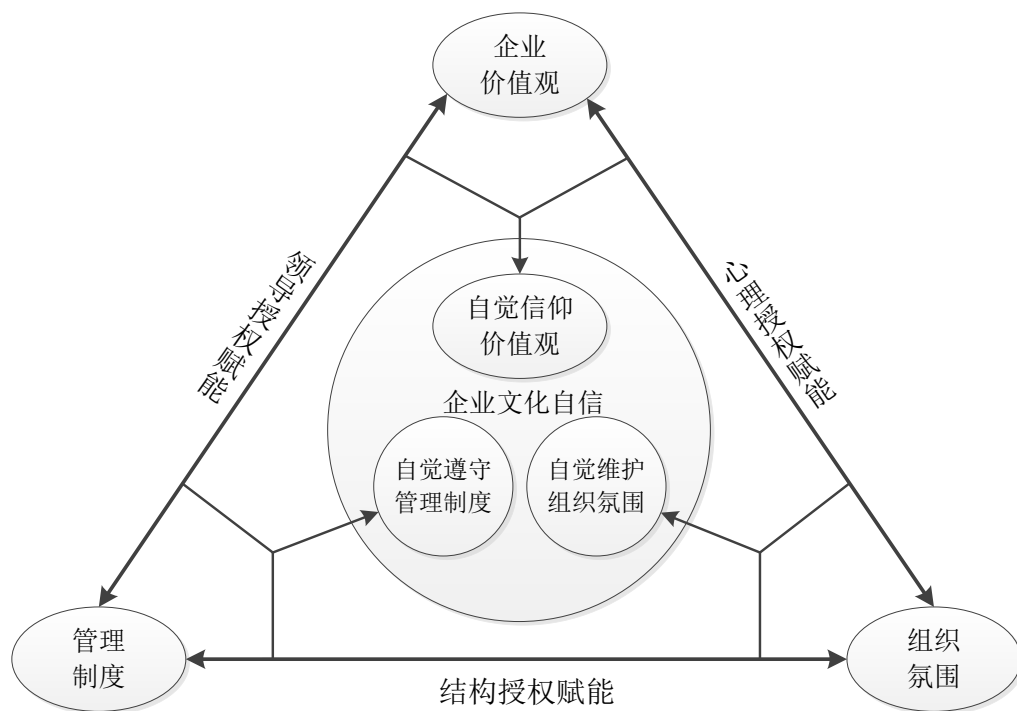 企业
价值观
领导授权赋能
心理授权赋能
自觉信仰
价值观
企业文化自信
自觉遵守
管理制度
自觉维护
组织氛围
管理
制度
组织
氛围
结构授权赋能